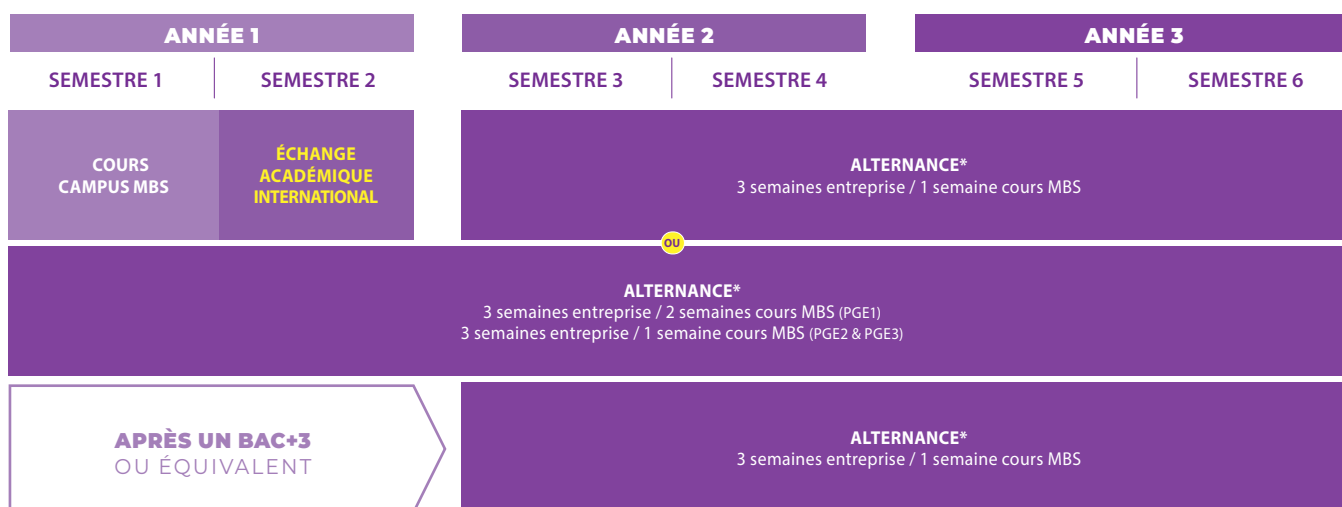 ANNÉE 1
ANNÉE 2
ANNÉE 3
SEMESTRE 1
SEMESTRE 2
SEMESTRE 3
SEMESTRE 4
SEMESTRE 5
SEMESTRE 6
COURS
CAMPUS MBS
ÉCHANGE
ACADÉMIQUE
INTERNATIONAL
ALTERNANCE*
3 semaines entreprise / 1 semaine cours MBS
OU
ALTERNANCE*
3 semaines entreprise / 2 semaines cours MBS (PGE1)
3 semaines entreprise / 1 semaine cours MBS (PGE2 & PGE3)
APRÈS UN BAC+3
OU ÉQUIVALENT
ALTERNANCE*
3 semaines entreprise / 1 semaine cours MBS